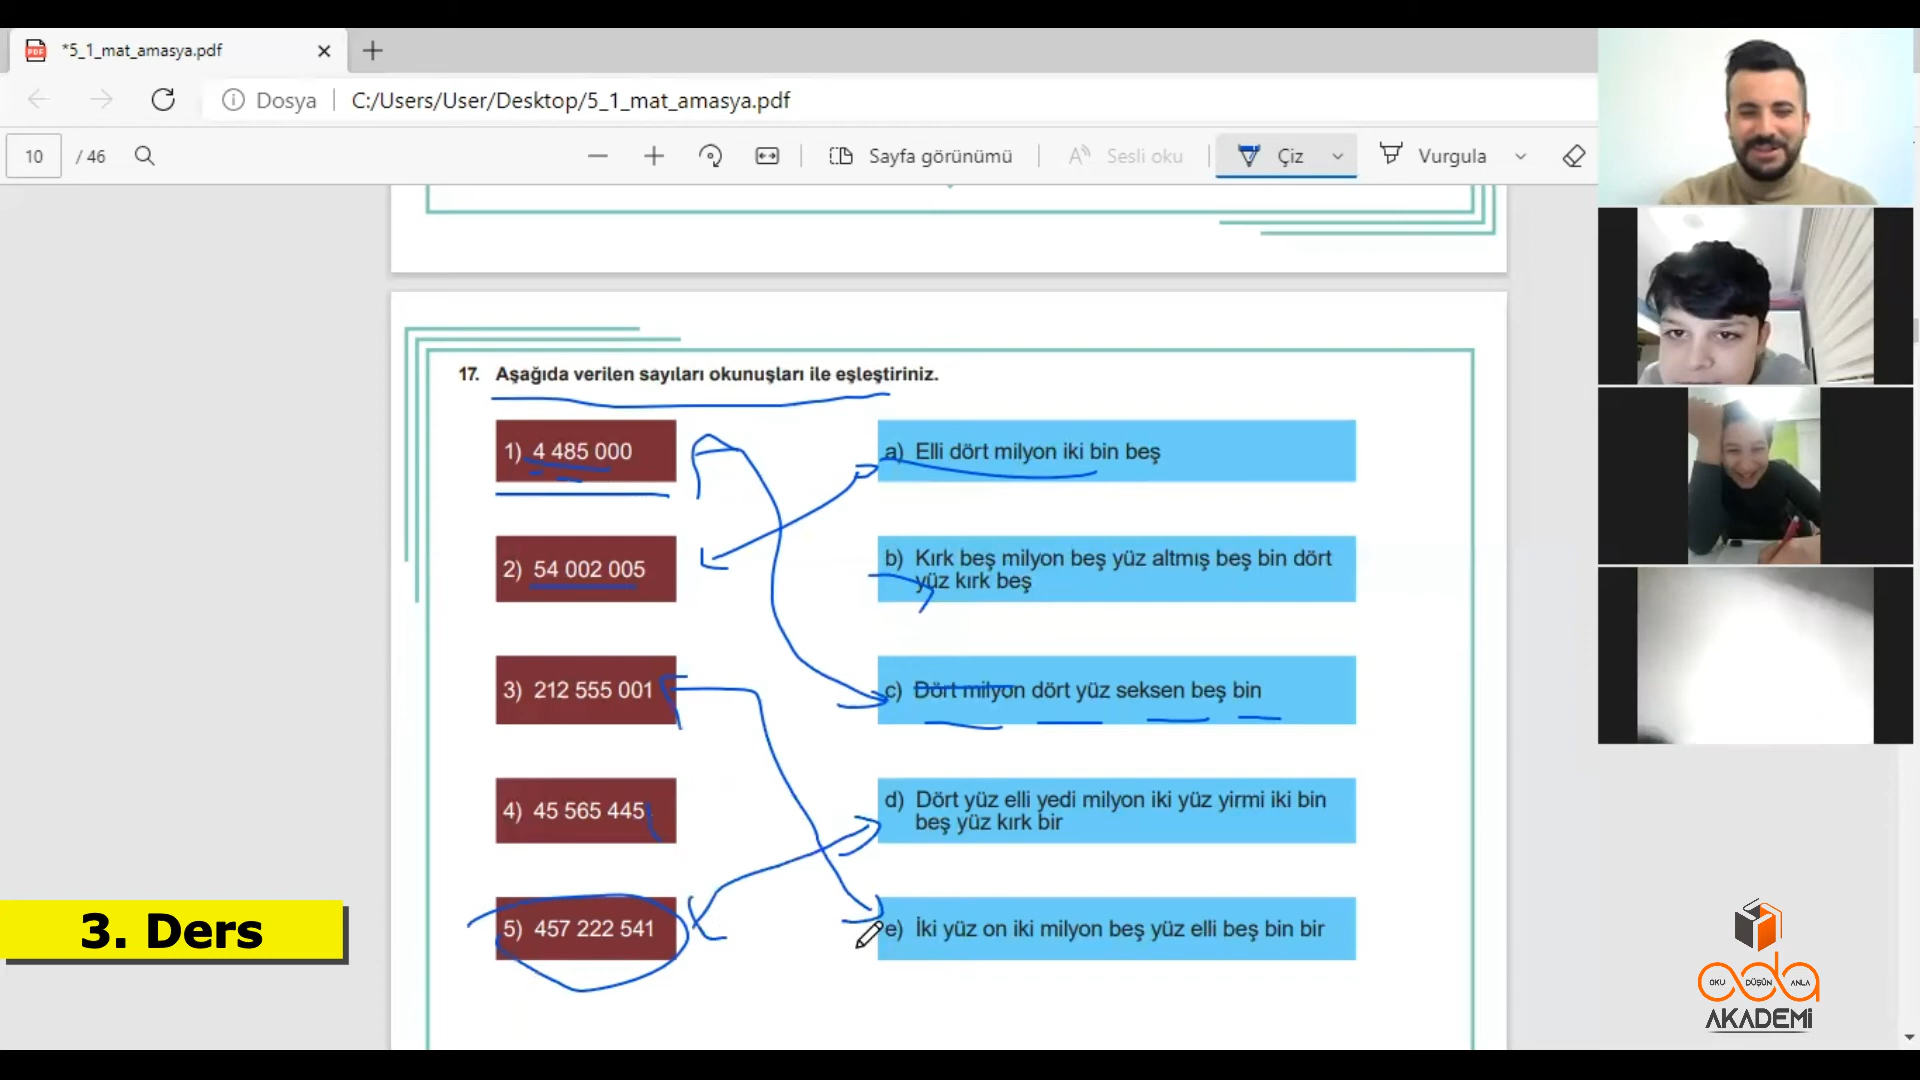 *5_1_mat_amasya.pdf
Dosya
C:/Users/User/Desktop/5_1_mat_amasya.pdf
10 / 46
Sayfa görünümü
Sesli oku
Çiz
Vurgula
17. Aşağıda verilen sayıları okunuşları ile eşleştiriniz.
1) 4 485 000
a) Elli dört milyon iki bin beş
2) 54 002 005
b) Kırk beş milyon beş yüz altmış beş bin dört
yüz kırk beş
3) 212 555 001
c) Dört milyon dört yüz seksen beş bin
4) 45 565 445
d) Dört yüz elli yedi milyon iki yüz yirmi iki bin
beş yüz kırk bir
5) 457 222 541
e) İki yüz on iki milyon beş yüz elli beş bin bir
3. Ders
oda
OKU DÜŞÜN ANLA
AKADEMİ